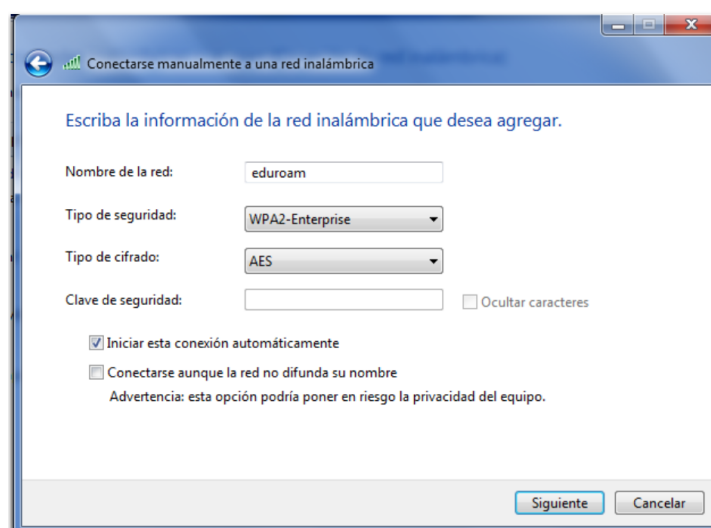 Conectarse manualmente a una red inalámbrica
Escriba la información de la red inalámbrica que desea agregar.
Nombre de la red: eduroam
Tipo de seguridad: WPA2-Enterprise
Tipo de cifrado: AES
Clave de seguridad: Ocultar caracteres
Iniciar esta conexión automáticamente
Conectarse aunque la red no difunda su nombre
Advertencia: esta opción podría poner en riesgo la privacidad del equipo.
Siguiente Cancelar